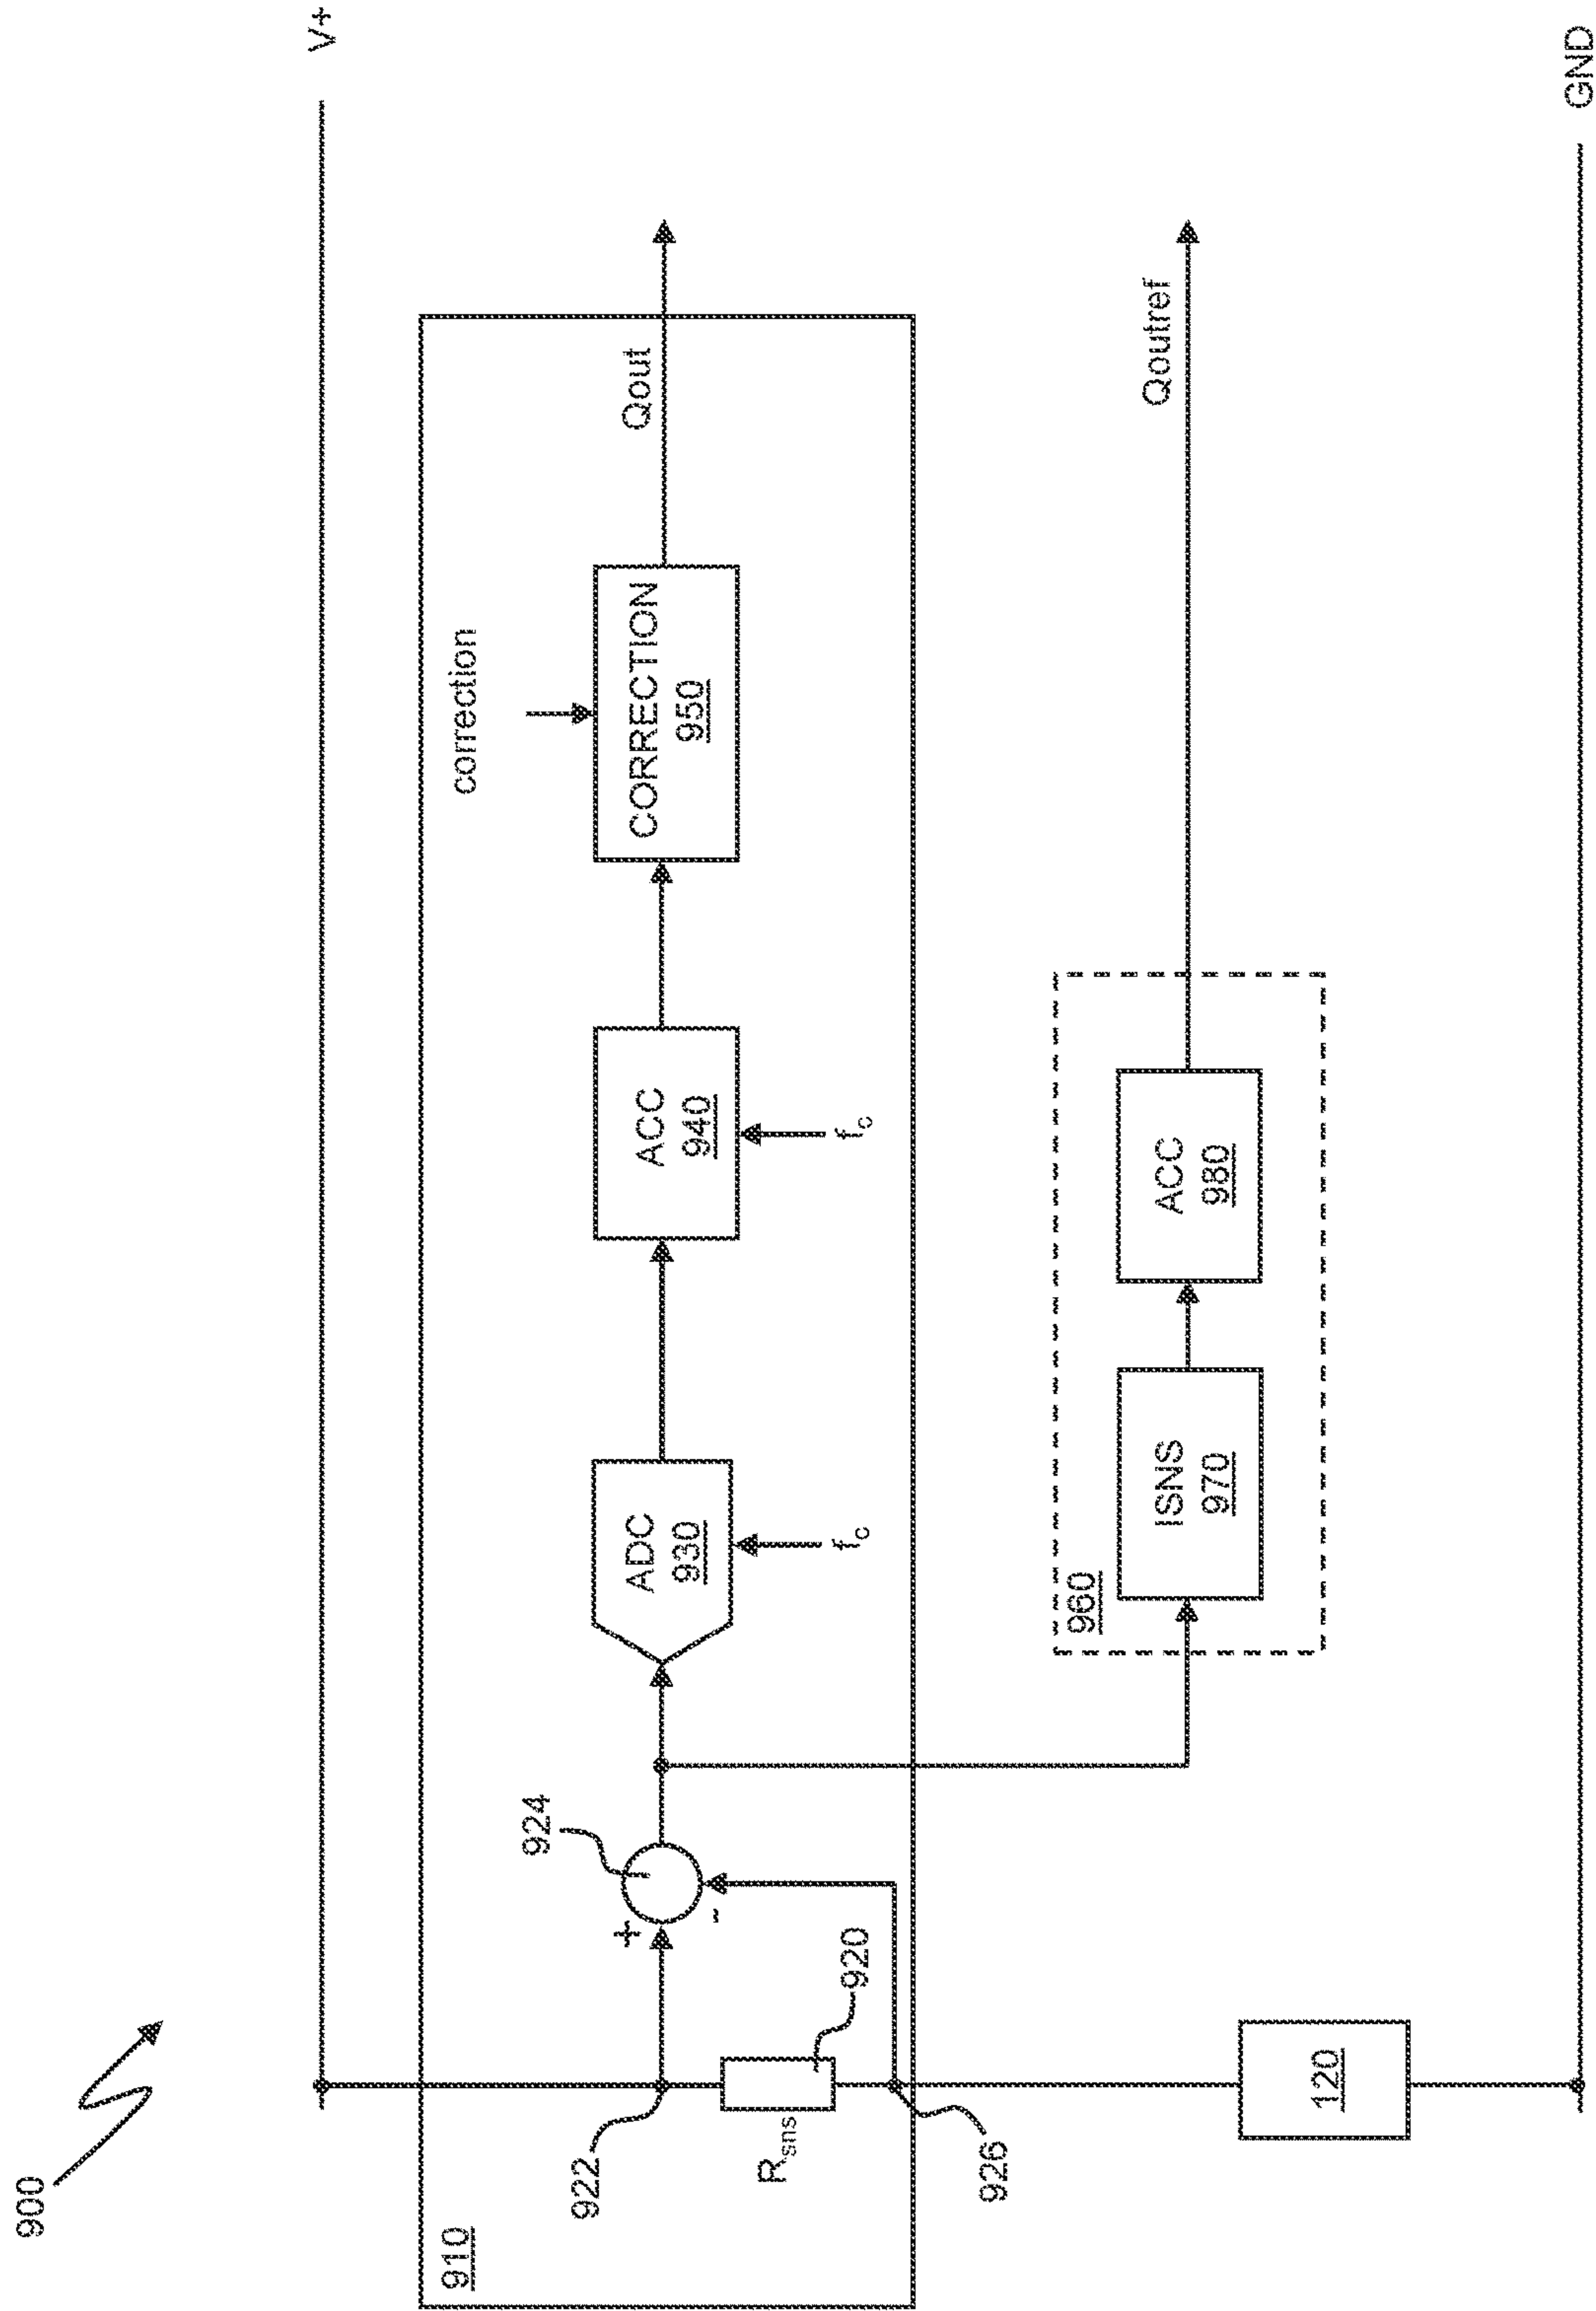 900
V+
910
correction
924
922
+
-
Rsns
920
926
ADC
930
fc
ACC
940
fc
CORRECTION
950
Qout
960
ISNS
970
ACC
980
Qoutref
120
GND